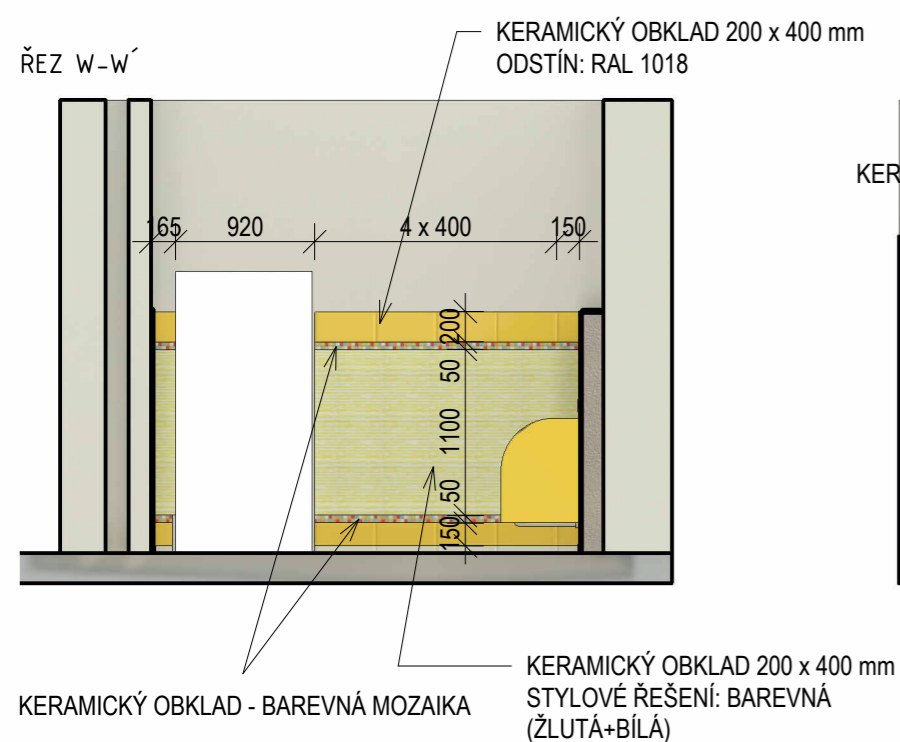 KERAMICKÝ OBKLAD 200 x 400 mm
ODSTÍN: RAL 1018
ŘEZ W-W´
KER
165 920 4 x 400 150
200
50
1100
50
150
KERAMICKÝ OBKLAD - BAREVNÁ MOZAIKA
KERAMICKÝ OBKLAD 200 x 400 mm
STYLOVÉ ŘEŠENÍ: BAREVNÁ
(ŽLUTÁ+BÍLÁ)